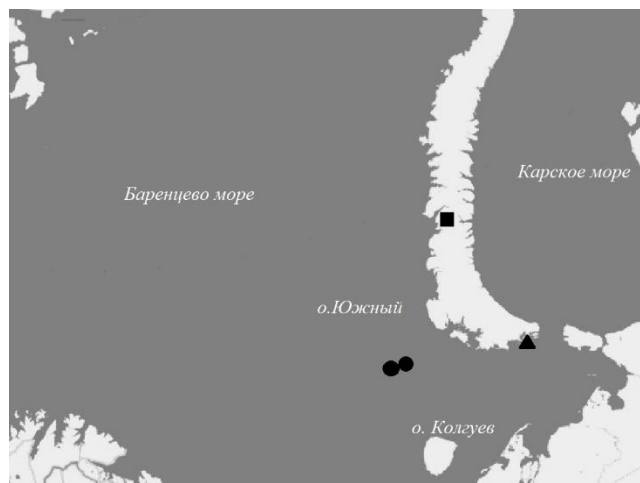 Карское море
Баренцево море
о.Южный
о. Колгуев